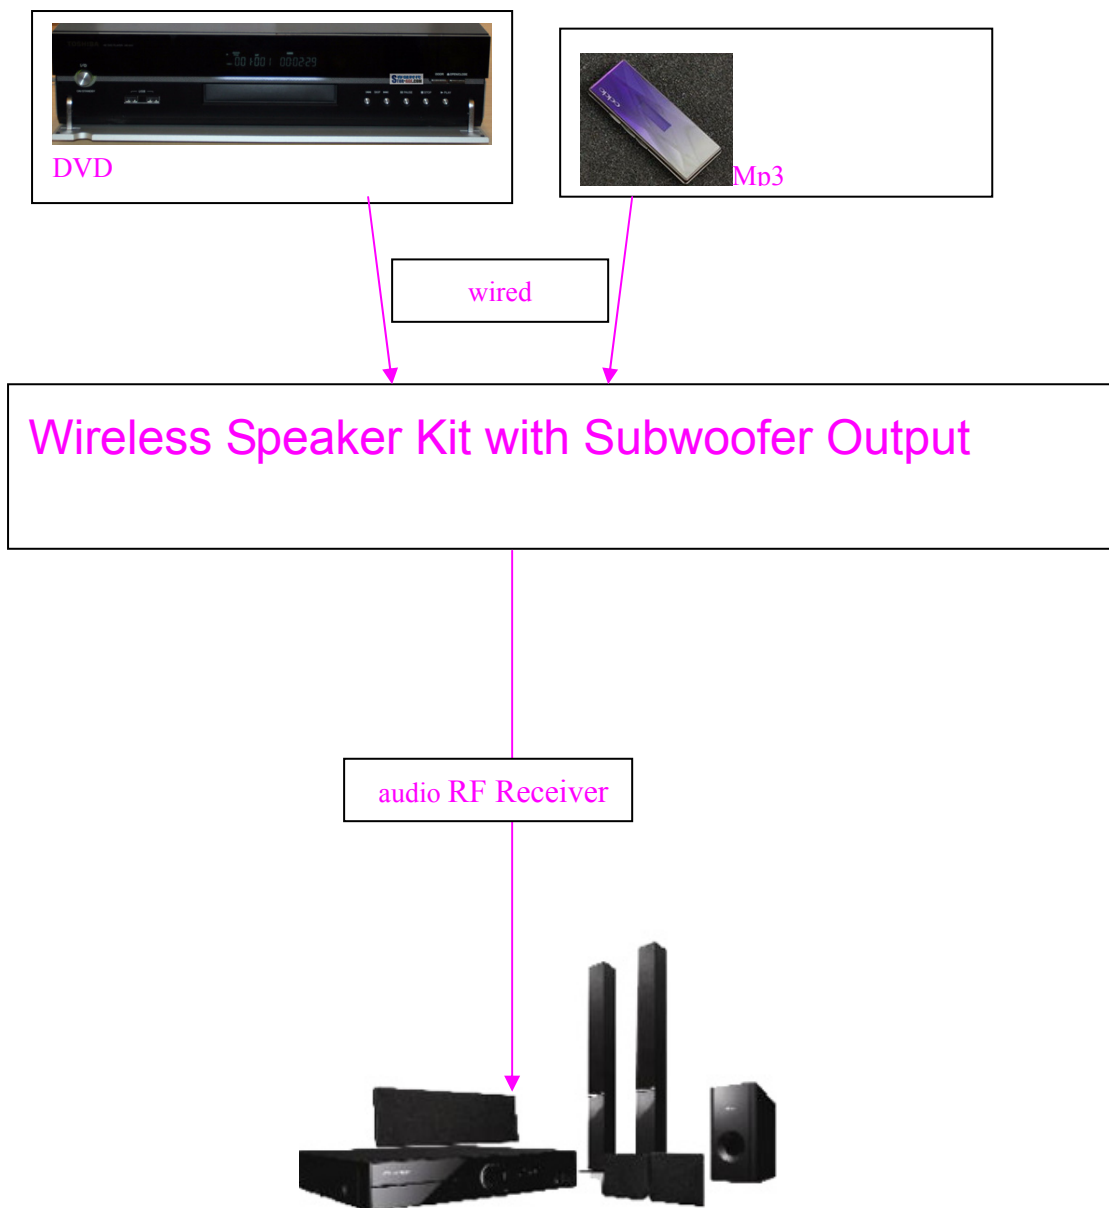 DVD
Mp3
wired
Wireless Speaker Kit with Subwoofer Output
audio RF Receiver